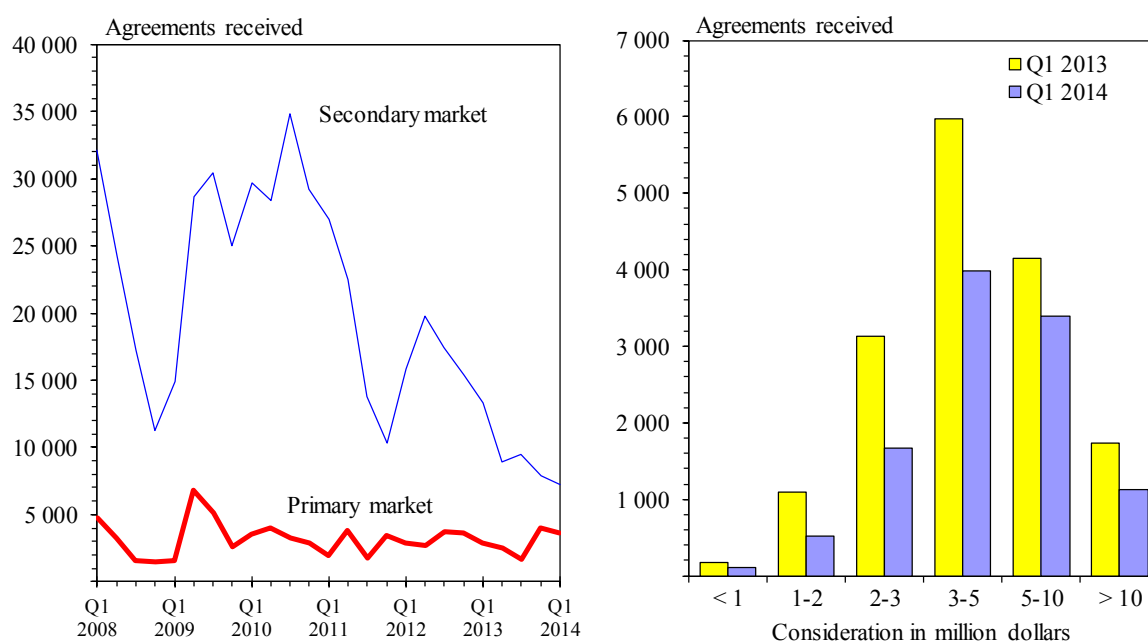 Agreements received
40 000
35 000
30 000
25 000
20 000
15 000
10 000
5 000
Secondary market
Primary market
Q1 Q1 Q1 Q1 Q1 Q1 Q1
2008 2009 2010 2011 2012 2013 2014
Agreements received
7 000
6 000
5 000
4 000
3 000
2 000
1 000
Q1 2013
Q1 2014
< 1 1-2 2-3 3-5 5-10 > 10
Consideration in million dollars